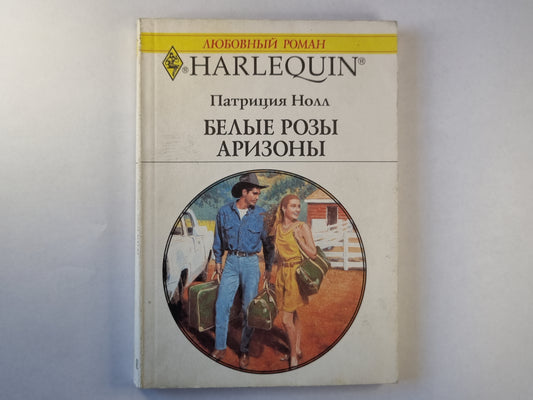 ЛЮБОВНЫЙ РОМАН
® HARLEQUIN®
Патриция Нолл
БЕЛЫЕ РОЗЫ
АРИЗОНЫ